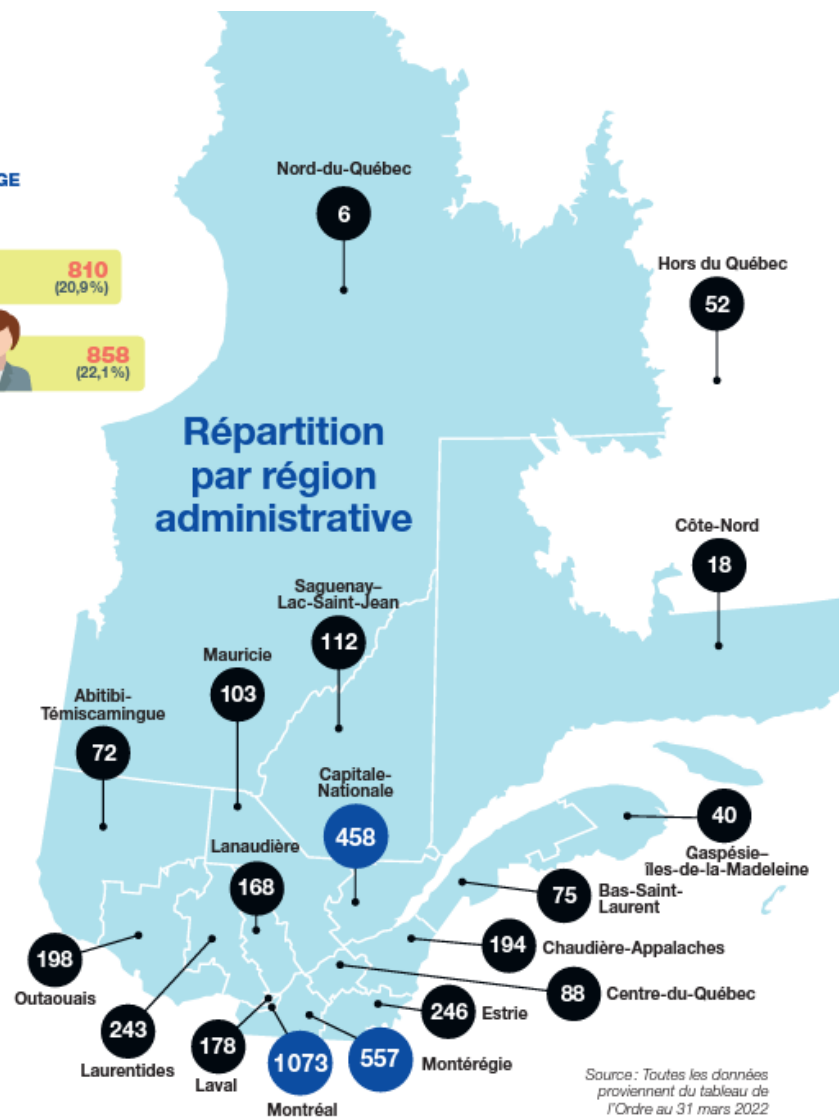 GE
810
(20,9%)
858
(22,1%)
Nord-du-Québec
6
Hors du Québec
52
Répartition
par région
administrative
Côte-Nord
18
Saguenay–
Lac-Saint-Jean
112
Mauricie
103
Abitibi-
Témiscamingue
72
Capitale-
Nationale
458
40
Gaspésie–
îles-de-la-Madeleine
Lanaudière
168
75
Bas-Saint-
Laurent
194
Chaudière-Appalaches
198
Outaouais
88
Centre-du-Québec
246
Estrie
243
Laurentides
178
Laval
1073
Montréal
557
Montérégie
Source : Toutes les données
proviennent du tableau de
l'Ordre au 31 mars 2022